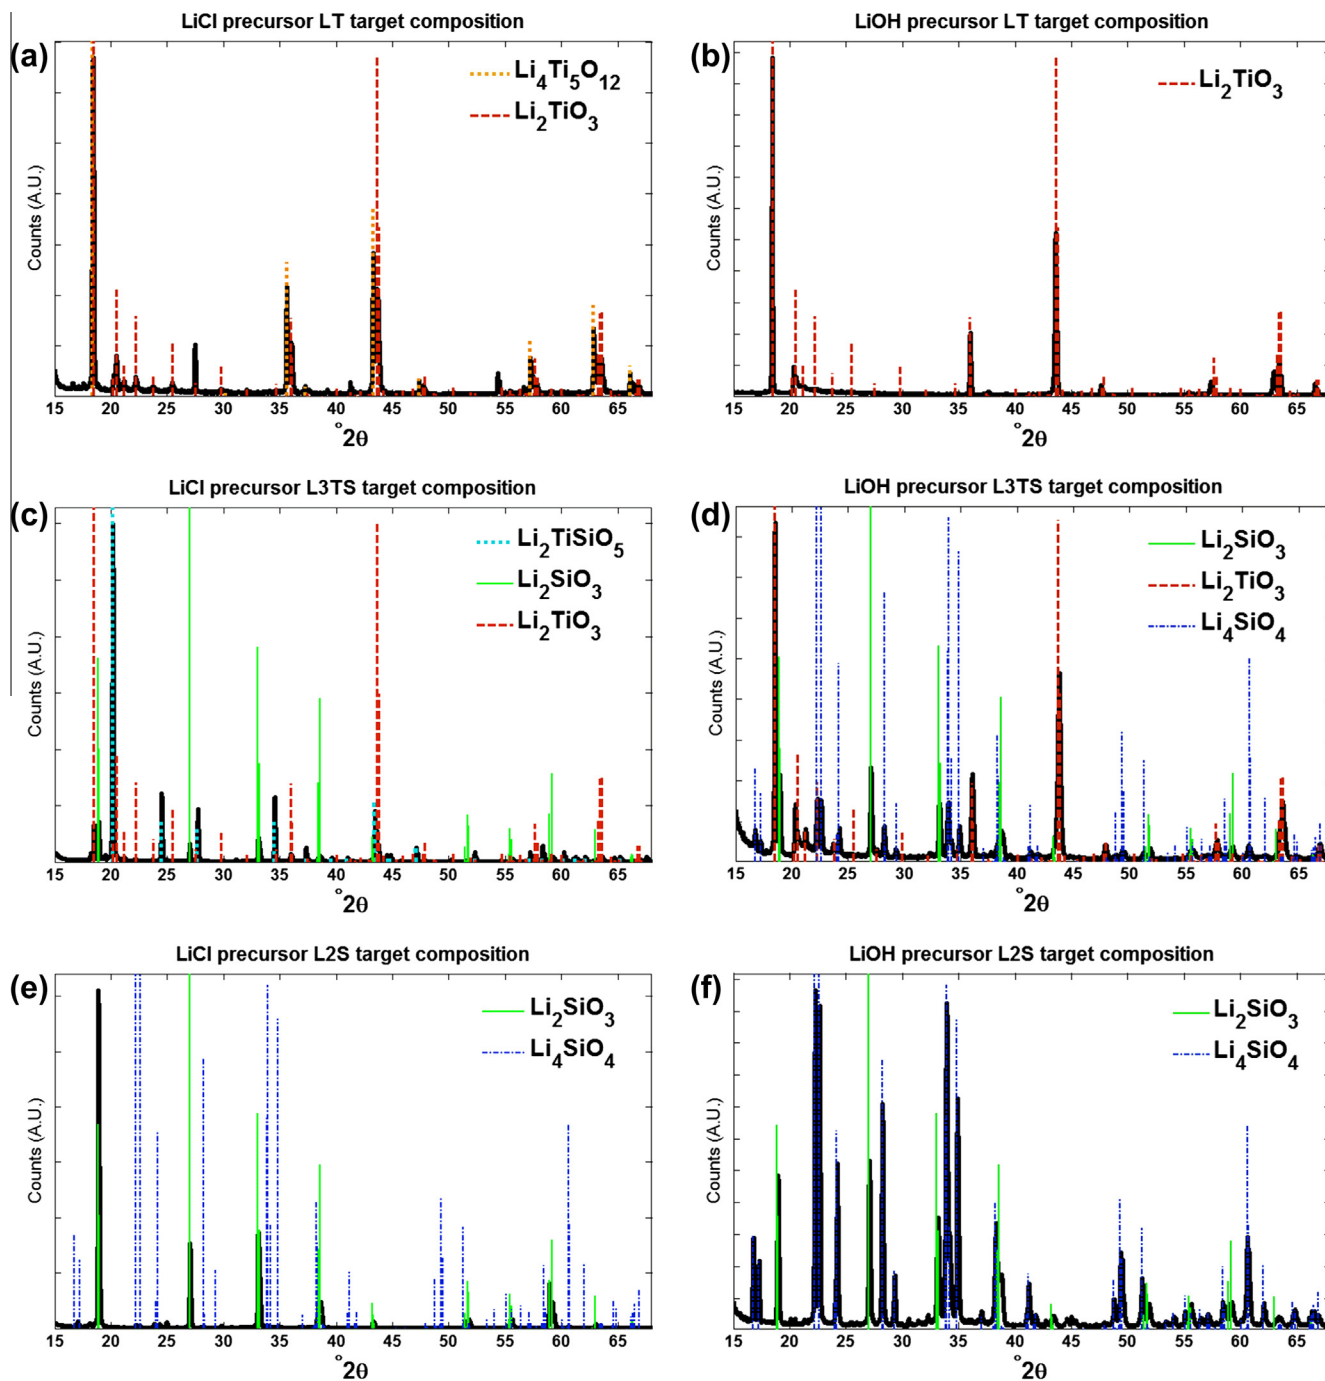 LiCl precursor LT target composition
(a)
Li4Ti5O12
Li2TiO3
Counts (A.U.)
15 20 25 30 35 40 45 50 55 60 65
°2θ
LiOH precursor LT target composition
(b)
Li2TiO3
Counts (A.U.)
15 20 25 30 35 40 45 50 55 60 65
°2θ
LiCl precursor L3TS target composition
(c)
Li2TiSiO5
Li2SiO3
Li2TiO3
Counts (A.U.)
15 20 25 30 35 40 45 50 55 60 65
°2θ
LiOH precursor L3TS target composition
(d)
Li2SiO3
Li2TiO3
Li4SiO4
Counts (A.U.)
15 20 25 30 35 40 45 50 55 60 65
°2θ
LiCl precursor L2S target composition
(e)
Li2SiO3
Li4SiO4
Counts (A.U.)
15 20 25 30 35 40 45 50 55 60 65
°2θ
LiOH precursor L2S target composition
(f)
Li2SiO3
Li4SiO4
Counts (A.U.)
15 20 25 30 35 40 45 50 55 60 65
°2θ